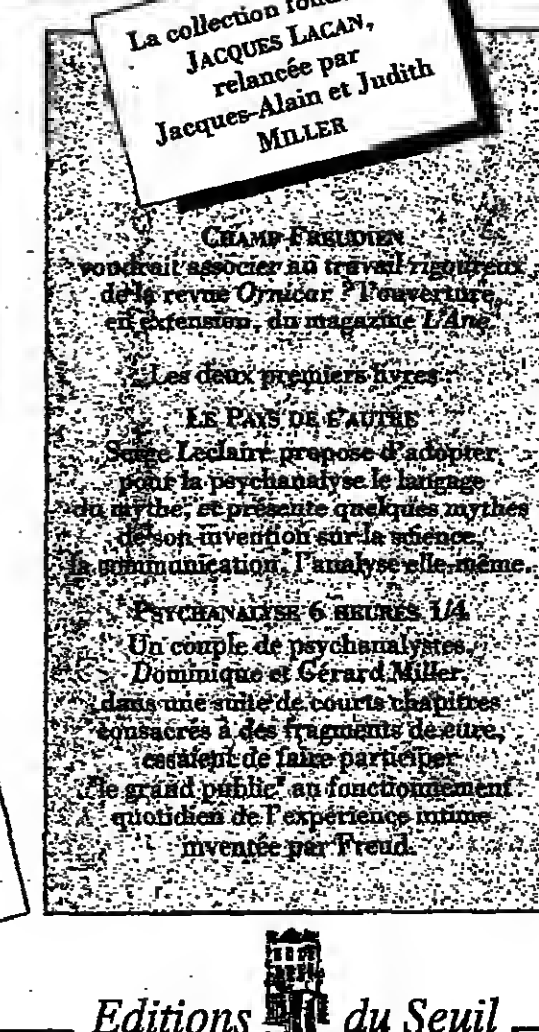 La collection
JACQUES LACAN,
relancée par
Jacques-Alain et Judith
MILLER
CHAMP FREUDIEN
voudrait associer au travail rigoureux
de la revue Ornicar ? l'ouverture,
en extension, du magazine L'Ane.
Les deux premiers livres :
LE PAYS DE L'AUTRE
Serge Leclaire propose d'adopter
pour la psychanalyse le langage
du mythe, et présente quelques mythes
de son invention sur la science,
la communication, l'analyse elle-même.
PSYCHANALYSE 6 HEURES 1/4
Un couple de psychanalystes,
Dominique et Gérard Miller,
dans une suite de courts chapitres
consacrés à des fragments de cure,
essaient de faire participer
"le grand public" au fonctionnement
quotidien de l'expérience intime
inventée par Freud.
Editions du Seuil